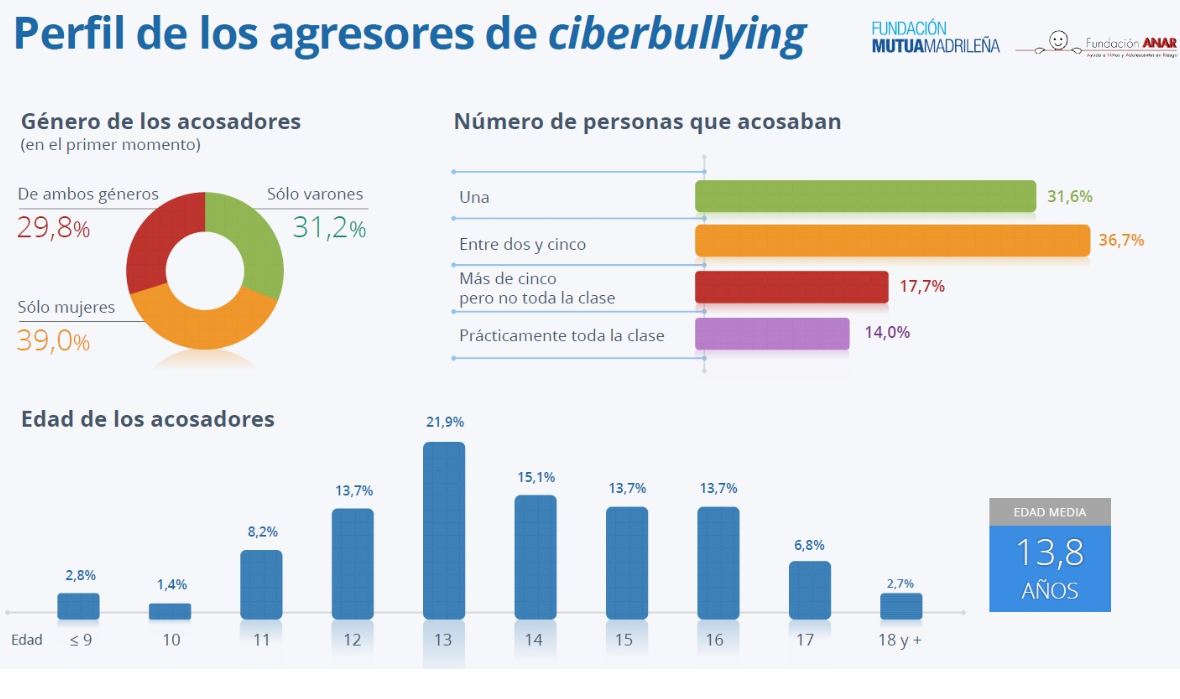 Perfil de los agresores de ciberbullying
FUNDACIÓN
MUTUAMADRILEÑA
Fundación ANAR
Ayuda a Niños y Adolescentes en Riesgo
Género de los acosadores
(en el primer momento)
De ambos géneros
29,8%
Sólo varones
31,2%
Sólo mujeres
39,0%
Número de personas que acosaban
Una
31,6%
Entre dos y cinco
36,7%
Más de cinco
pero no toda la clase
17,7%
Prácticamente toda la clase
14,0%
Edad de los acosadores
2,8%
1,4%
8,2%
13,7%
21,9%
15,1%
13,7%
13,7%
6,8%
2,7%
Edad
≤ 9
10
11
12
13
14
15
16
17
18 y +
EDAD MEDIA
13,8
AÑOS